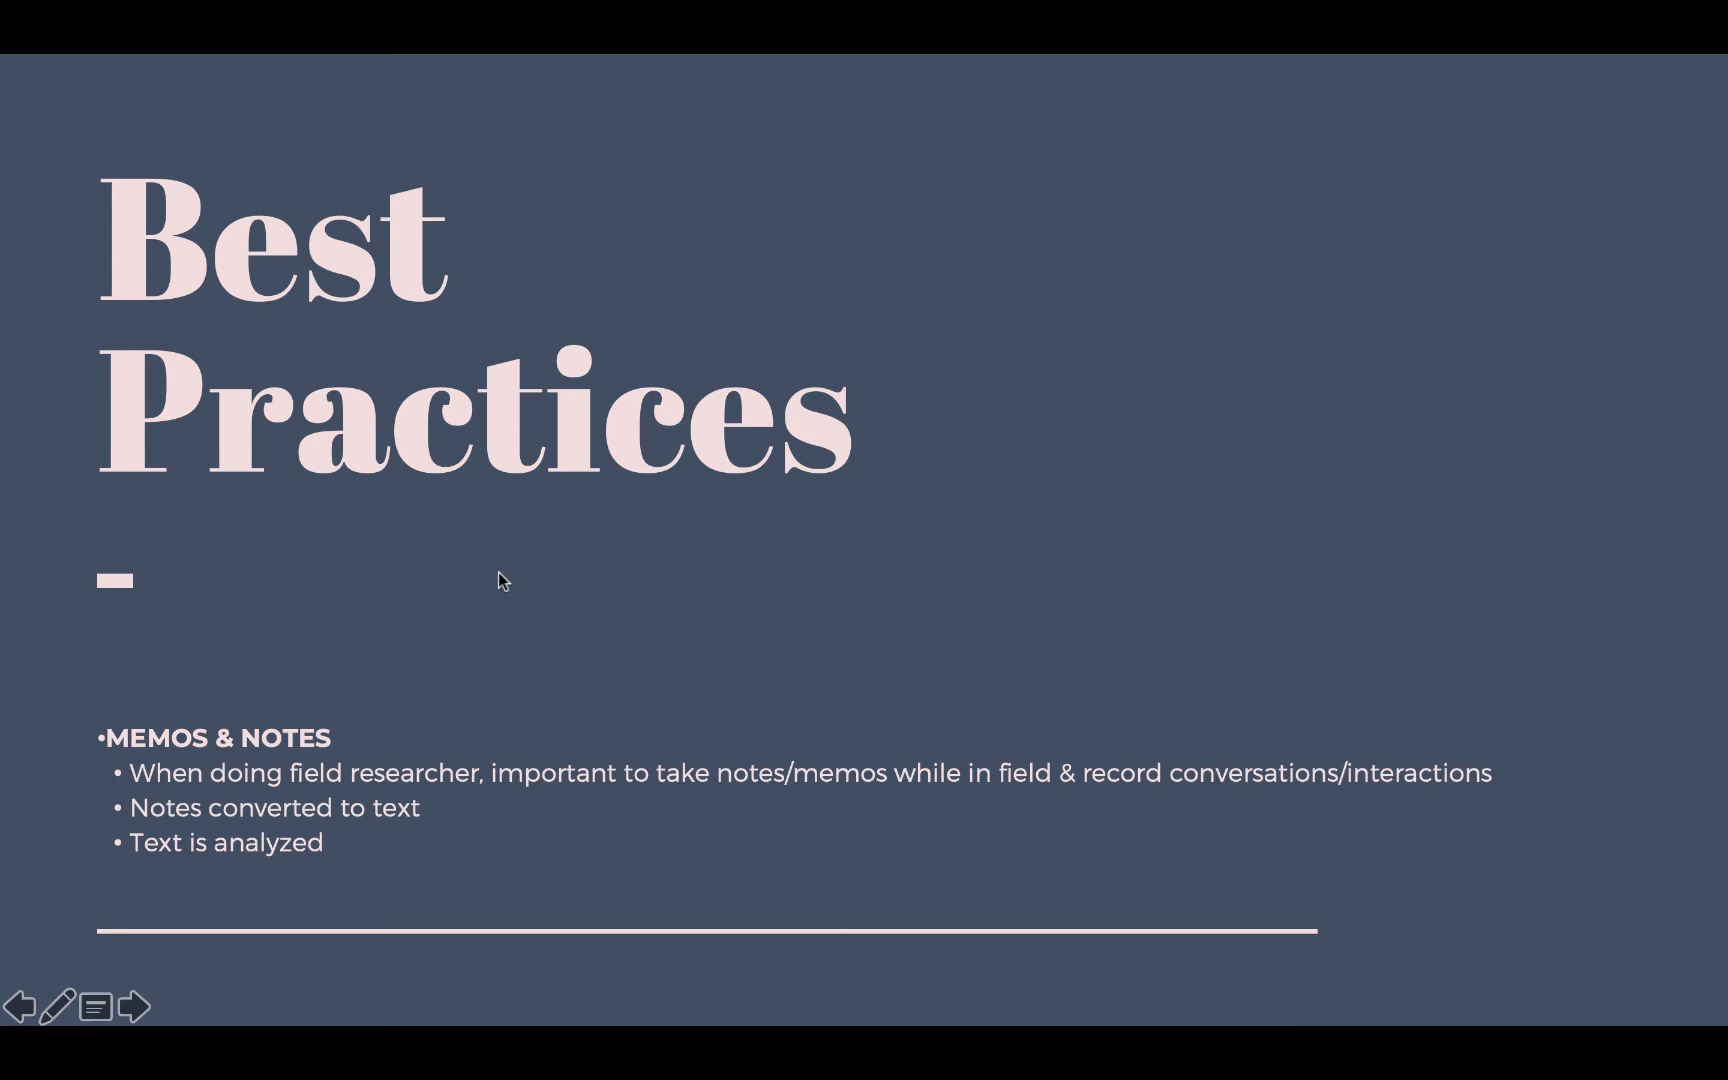 Best
Practices
•MEMOS & NOTES
• When doing field researcher, important to take notes/memos while in field & record conversations/interactions
• Notes converted to text
• Text is analyzed